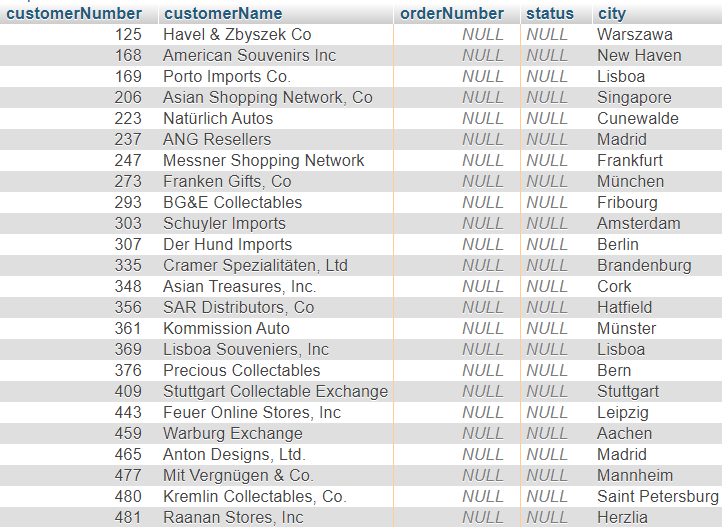 customerNumber customerName orderNumber status city
125 Havel & Zbyszek Co NULL NULL Warszawa
168 American Souvenirs Inc NULL NULL New Haven
169 Porto Imports Co. NULL NULL Lisboa
206 Asian Shopping Network, Co NULL NULL Singapore
223 Natürlich Autos NULL NULL Cunewalde
237 ANG Resellers NULL NULL Madrid
247 Messner Shopping Network NULL NULL Frankfurt
273 Franken Gifts, Co NULL NULL München
293 BG&E Collectables NULL NULL Fribourg
303 Schuyler Imports NULL NULL Amsterdam
307 Der Hund Imports NULL NULL Berlin
335 Cramer Spezialitäten, Ltd NULL NULL Brandenburg
348 Asian Treasures, Inc. NULL NULL Cork
356 SAR Distributors, Co NULL NULL Hatfield
361 Kommission Auto NULL NULL Münster
369 Lisboa Souveniers, Inc NULL NULL Lisboa
376 Precious Collectables NULL NULL Bern
409 Stuttgart Collectable Exchange NULL NULL Stuttgart
443 Feuer Online Stores, Inc NULL NULL Leipzig
459 Warburg Exchange NULL NULL Aachen
465 Anton Designs, Ltd. NULL NULL Madrid
477 Mit Vergnügen & Co. NULL NULL Mannheim
480 Kremlin Collectables, Co. NULL NULL Saint Petersburg
481 Raanan Stores, Inc NULL NULL Herzlia